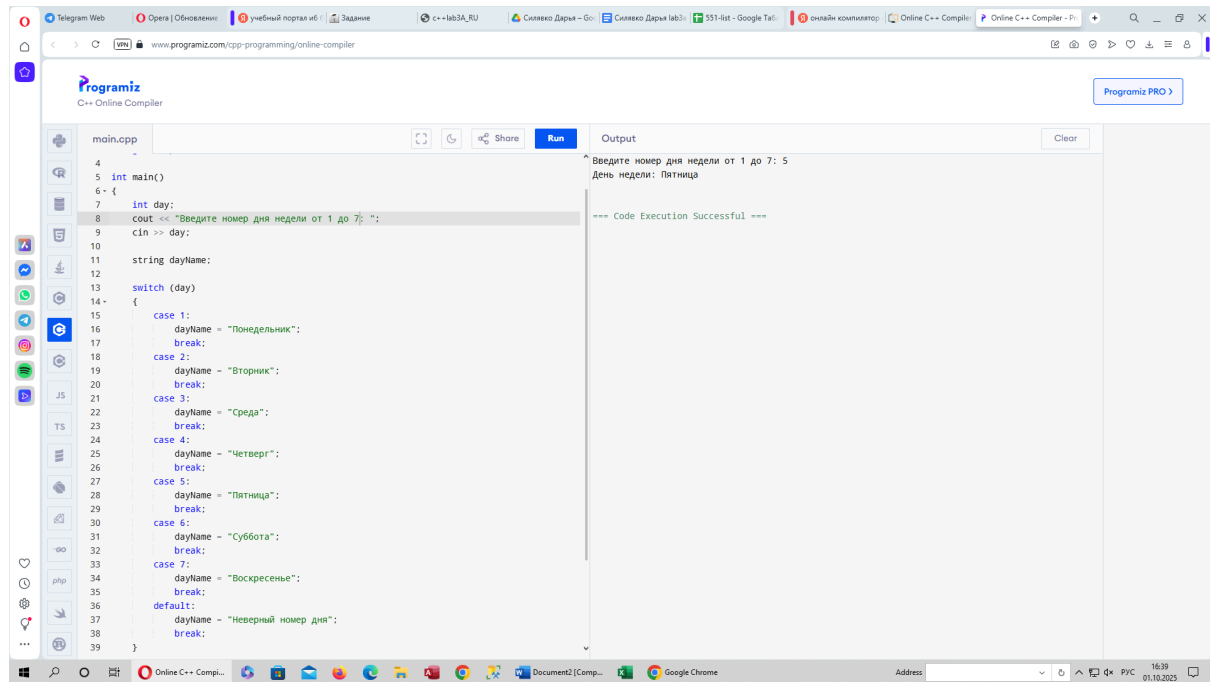 Telegram Web
Opera | Обновление
учебный портал иб
Задание
c++lab3A_RU
Силявко Дарья – Goo
Силявко Дарья lab3a
551-list - Google Таб
онлайн компилятор
Online C++ Compiler
Online C++ Compiler - Pr
VPN
www.programiz.com/cpp-programming/online-compiler
Programiz
C++ Online Compiler
Programiz PRO >
main.cpp
Share
Run
Output
Clear
4
5 int main()
6 {
7 int day;
8 cout << "Введите номер дня недели от 1 до 7: ";
9 cin >> day;
10
11 string dayName;
12
13 switch (day)
14 {
15 case 1:
16 dayName = "Понедельник";
17 break;
18 case 2:
19 dayName = "Вторник";
20 break;
21 case 3:
22 dayName = "Среда";
23 break;
24 case 4:
25 dayName = "Четверг";
26 break;
27 case 5:
28 dayName = "Пятница";
29 break;
30 case 6:
31 dayName = "Суббота";
32 break;
33 case 7:
34 dayName = "Воскресенье";
35 break;
36 default:
37 dayName = "Неверный номер дня";
38 break;
39 }
Введите номер дня недели от 1 до 7: 5
День недели: Пятница
=== Code Execution Successful ===
JS
TS
GO
php
Online C++ Compi...
Document2 [Comp...
Google Chrome
Address
РУС
16:39
01.10.2025